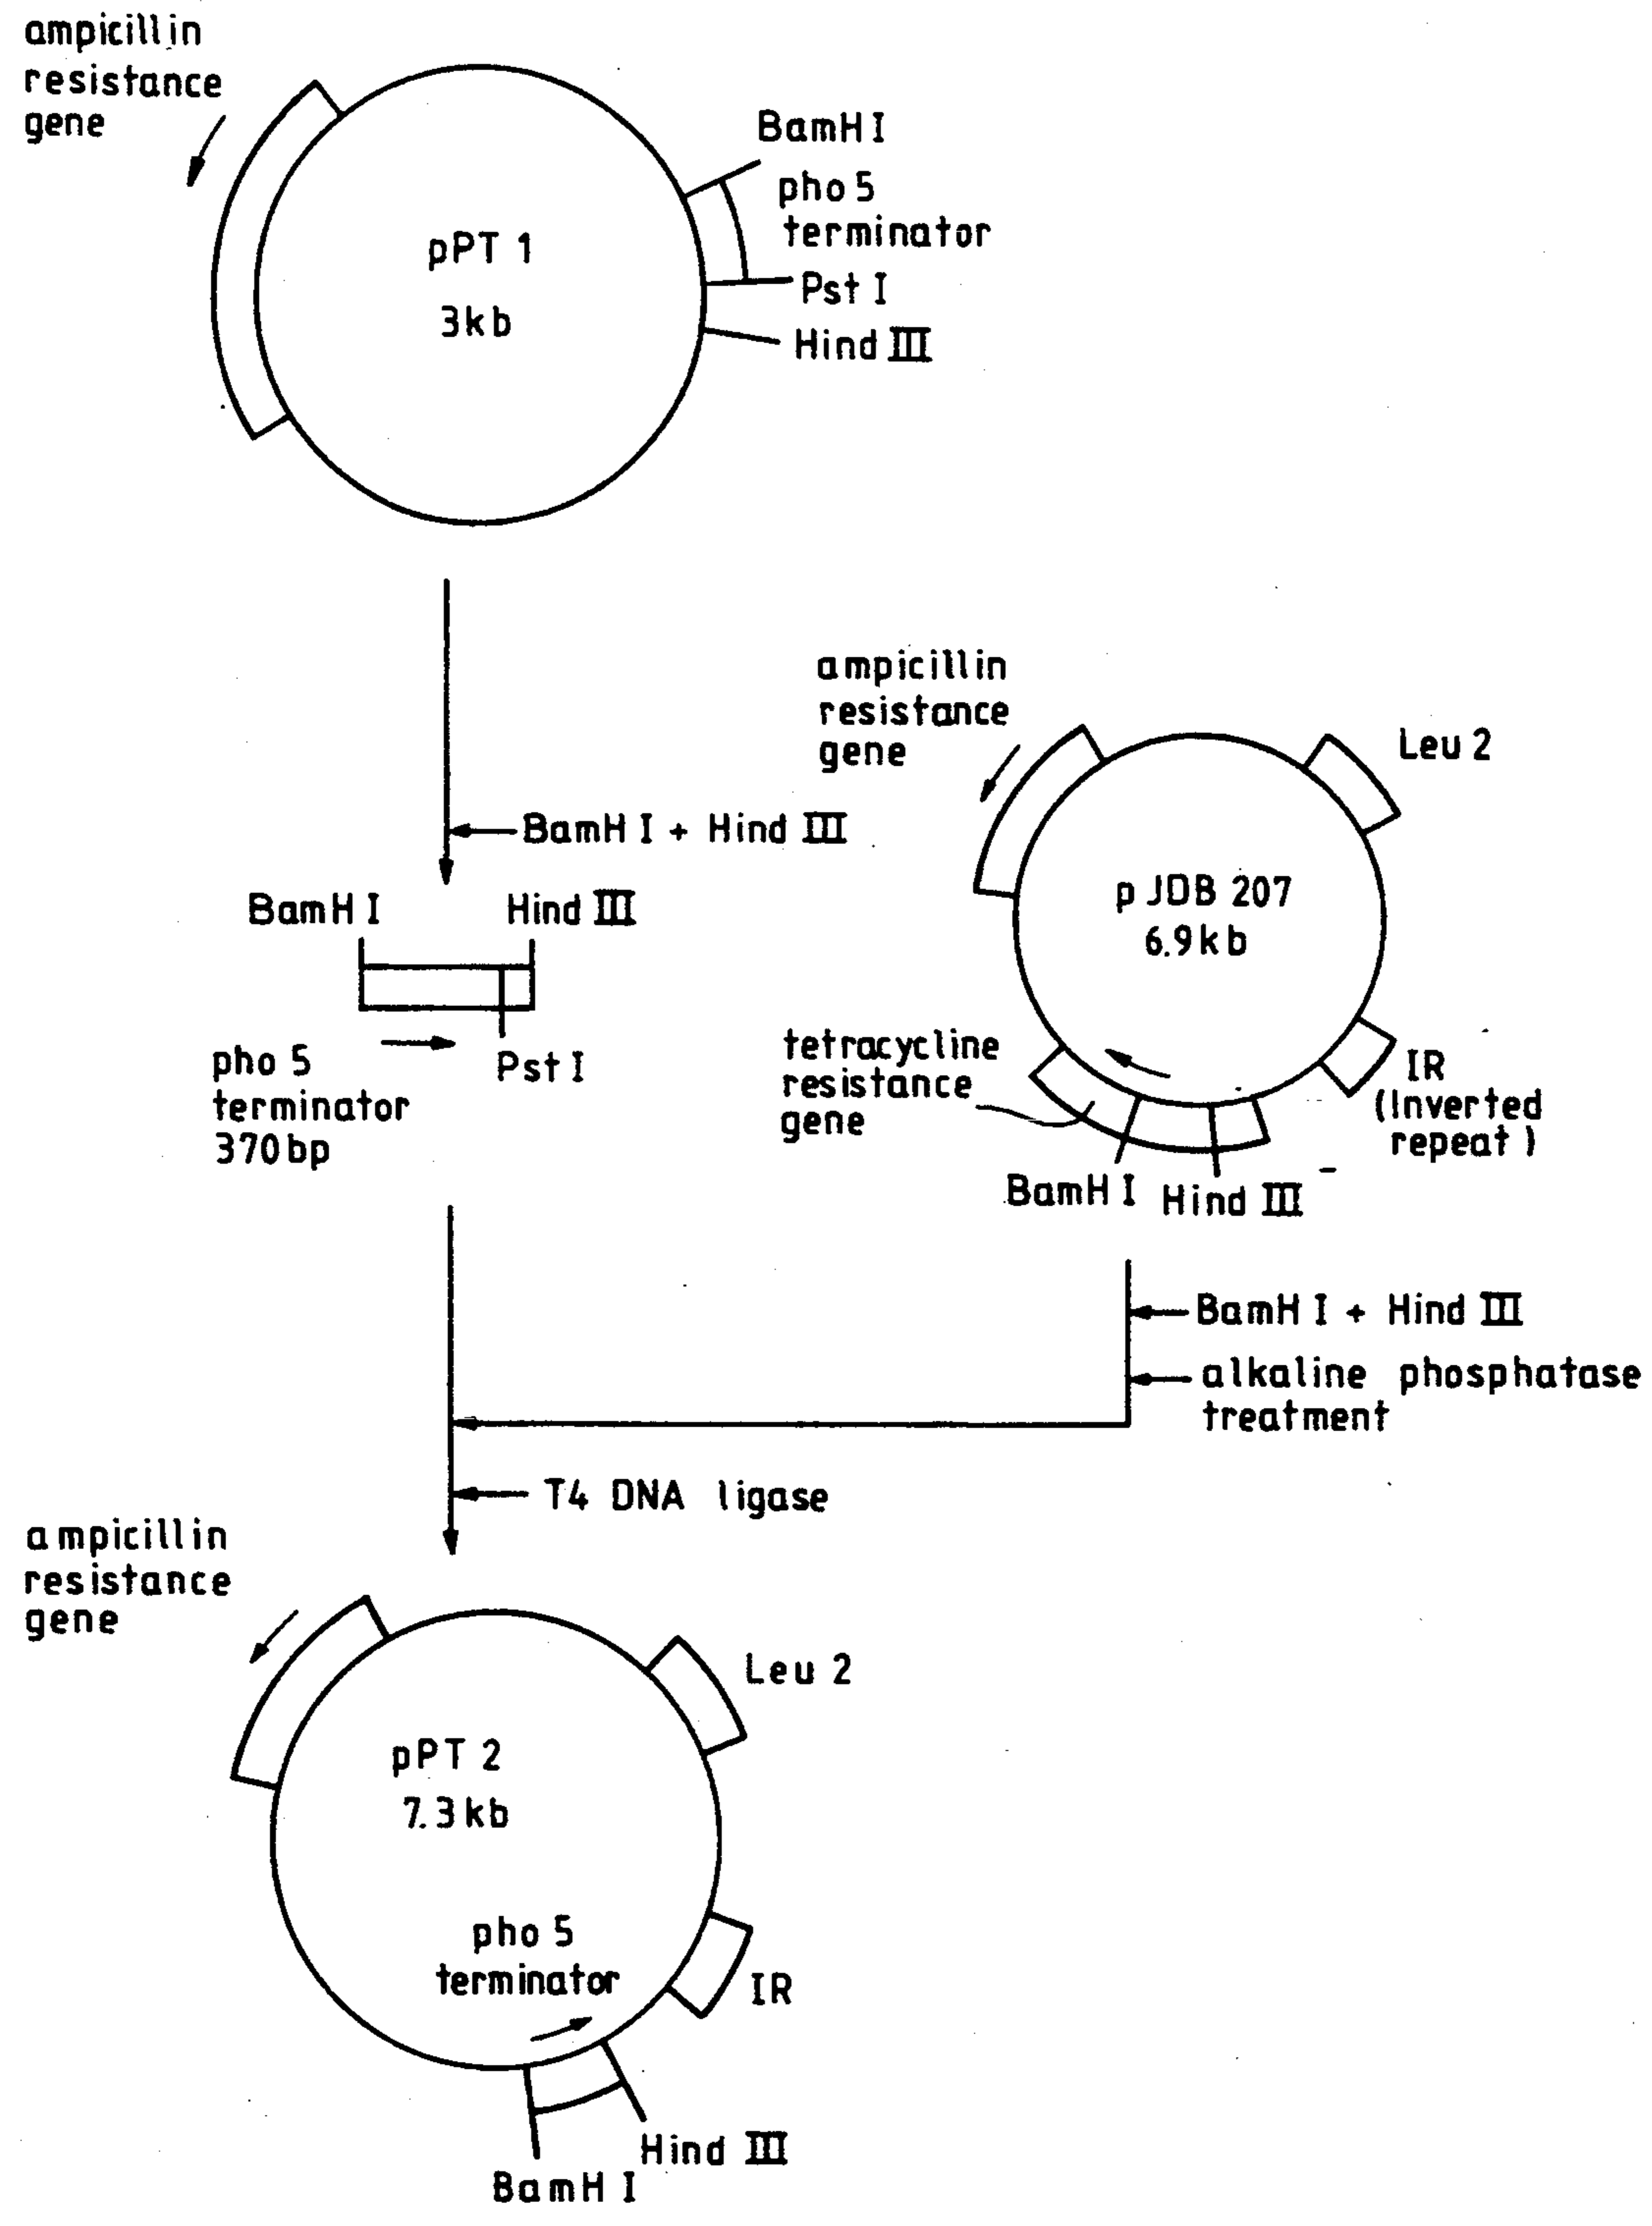 ampicillin
resistance
gene
BamH I
pho 5
terminator
Pst I
Hind III
pPT 1
3kb
BamH I + Hind III
BamH I
Hind III
Pst I
pho 5
terminator
370bp
ampicillin
resistance
gene
Leu 2
pJDB 207
6.9kb
tetracycline
resistance
gene
IR
(Inverted
repeat)
BamH I
Hind III
BamH I + Hind III
alkaline phosphatase
treatment
T4 DNA ligase
ampicillin
resistance
gene
Leu 2
pPT 2
7.3kb
pho 5
terminator
IR
Hind III
BamH I